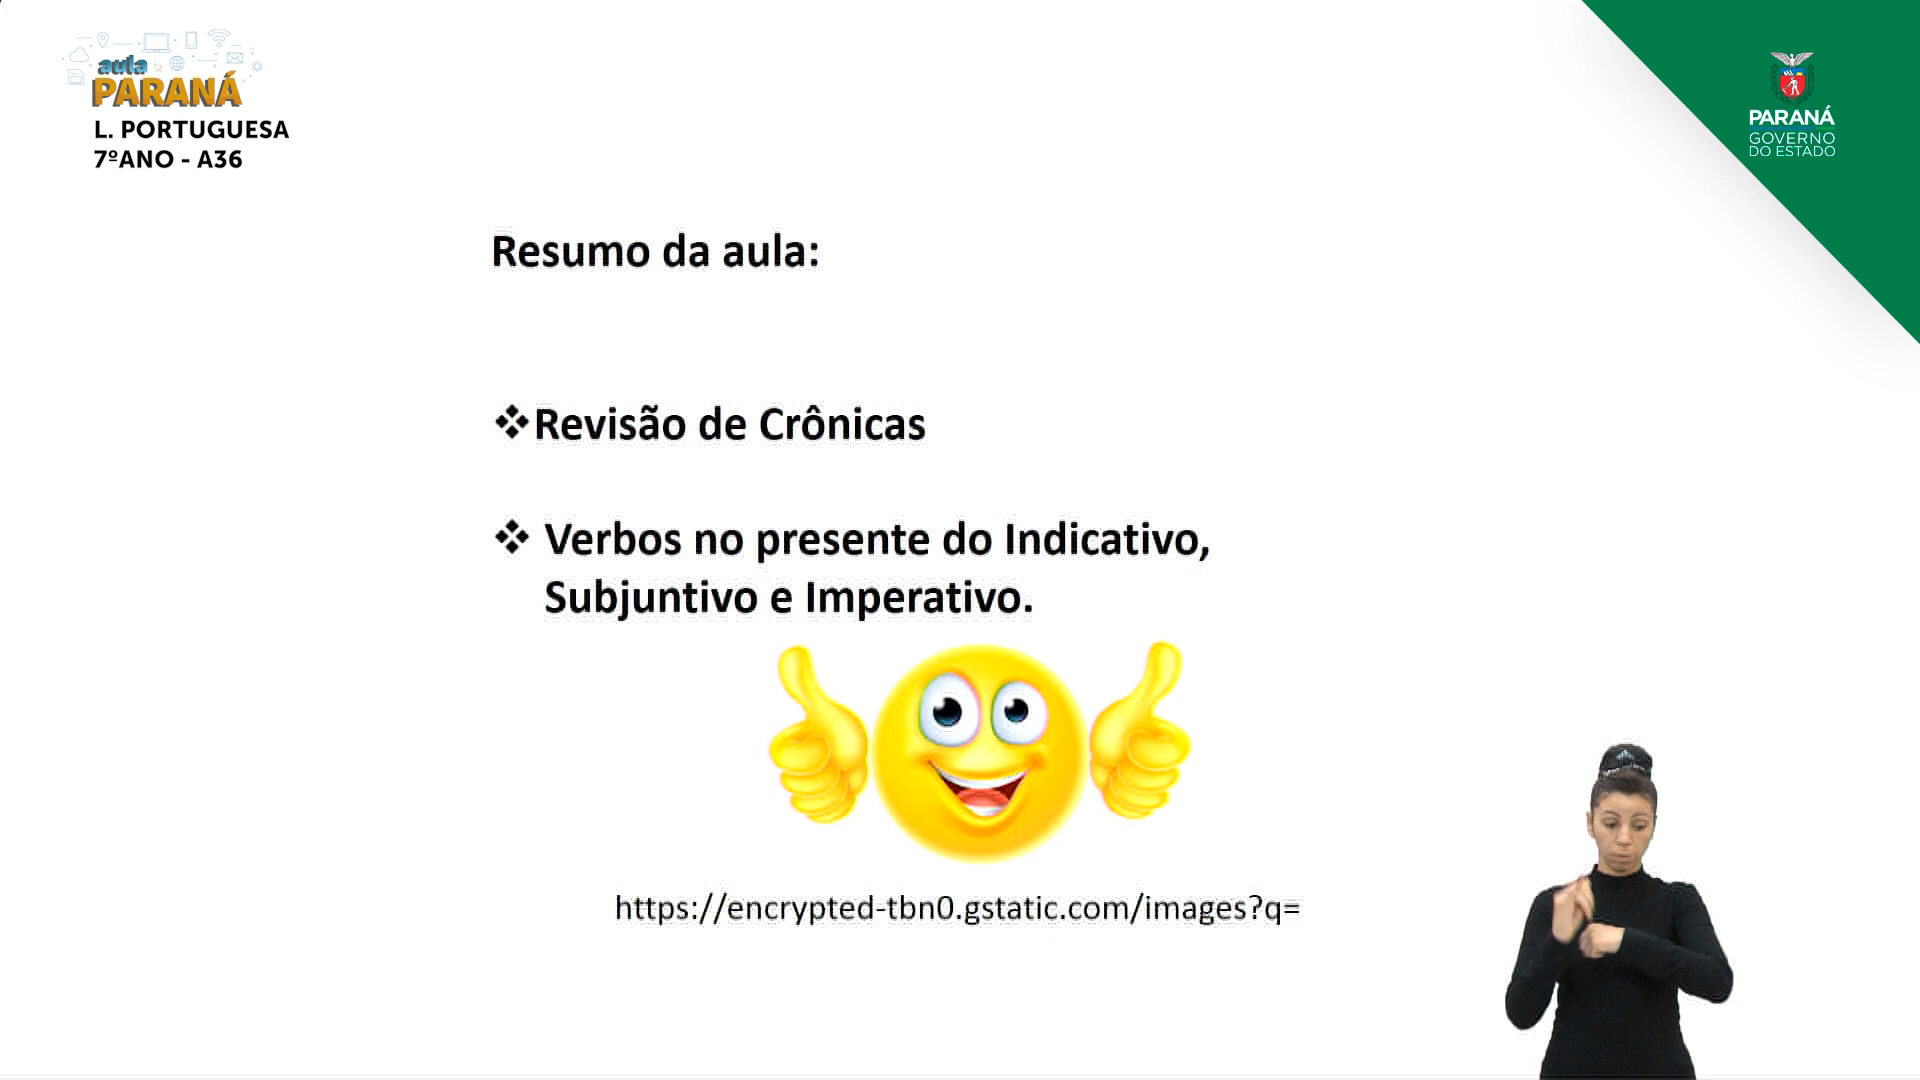 aula
PARANÁ
L. PORTUGUESA
7ºANO - A36
PARANÁ
GOVERNO
DO ESTADO
Resumo da aula:
❖Revisão de Crônicas
❖ Verbos no presente do Indicativo,
Subjuntivo e Imperativo.
https://encrypted-tbn0.gstatic.com/images?q=